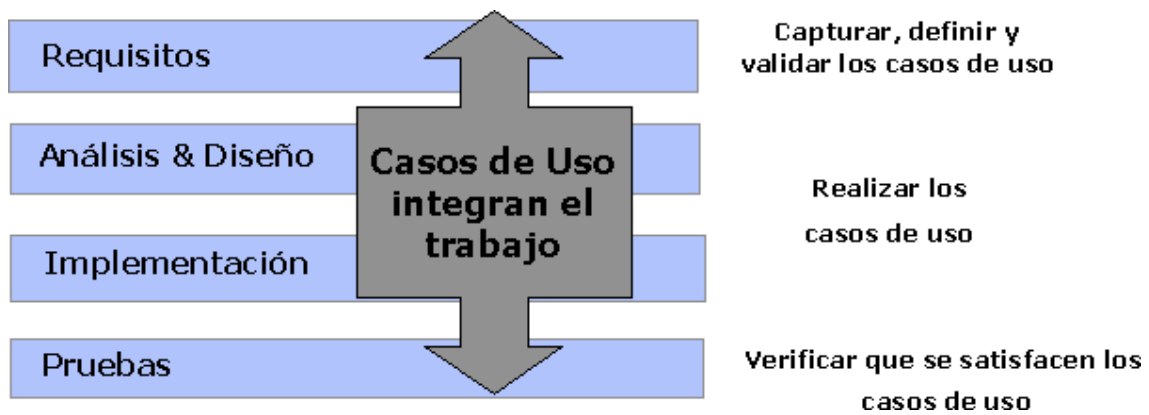 Requisitos
Capturar, definir y
validar los casos de uso
Análisis & Diseño
Casos de Uso
integran el
trabajo
Realizar los
casos de uso
Implementación
Pruebas
Verificar que se satisfacen los
casos de uso